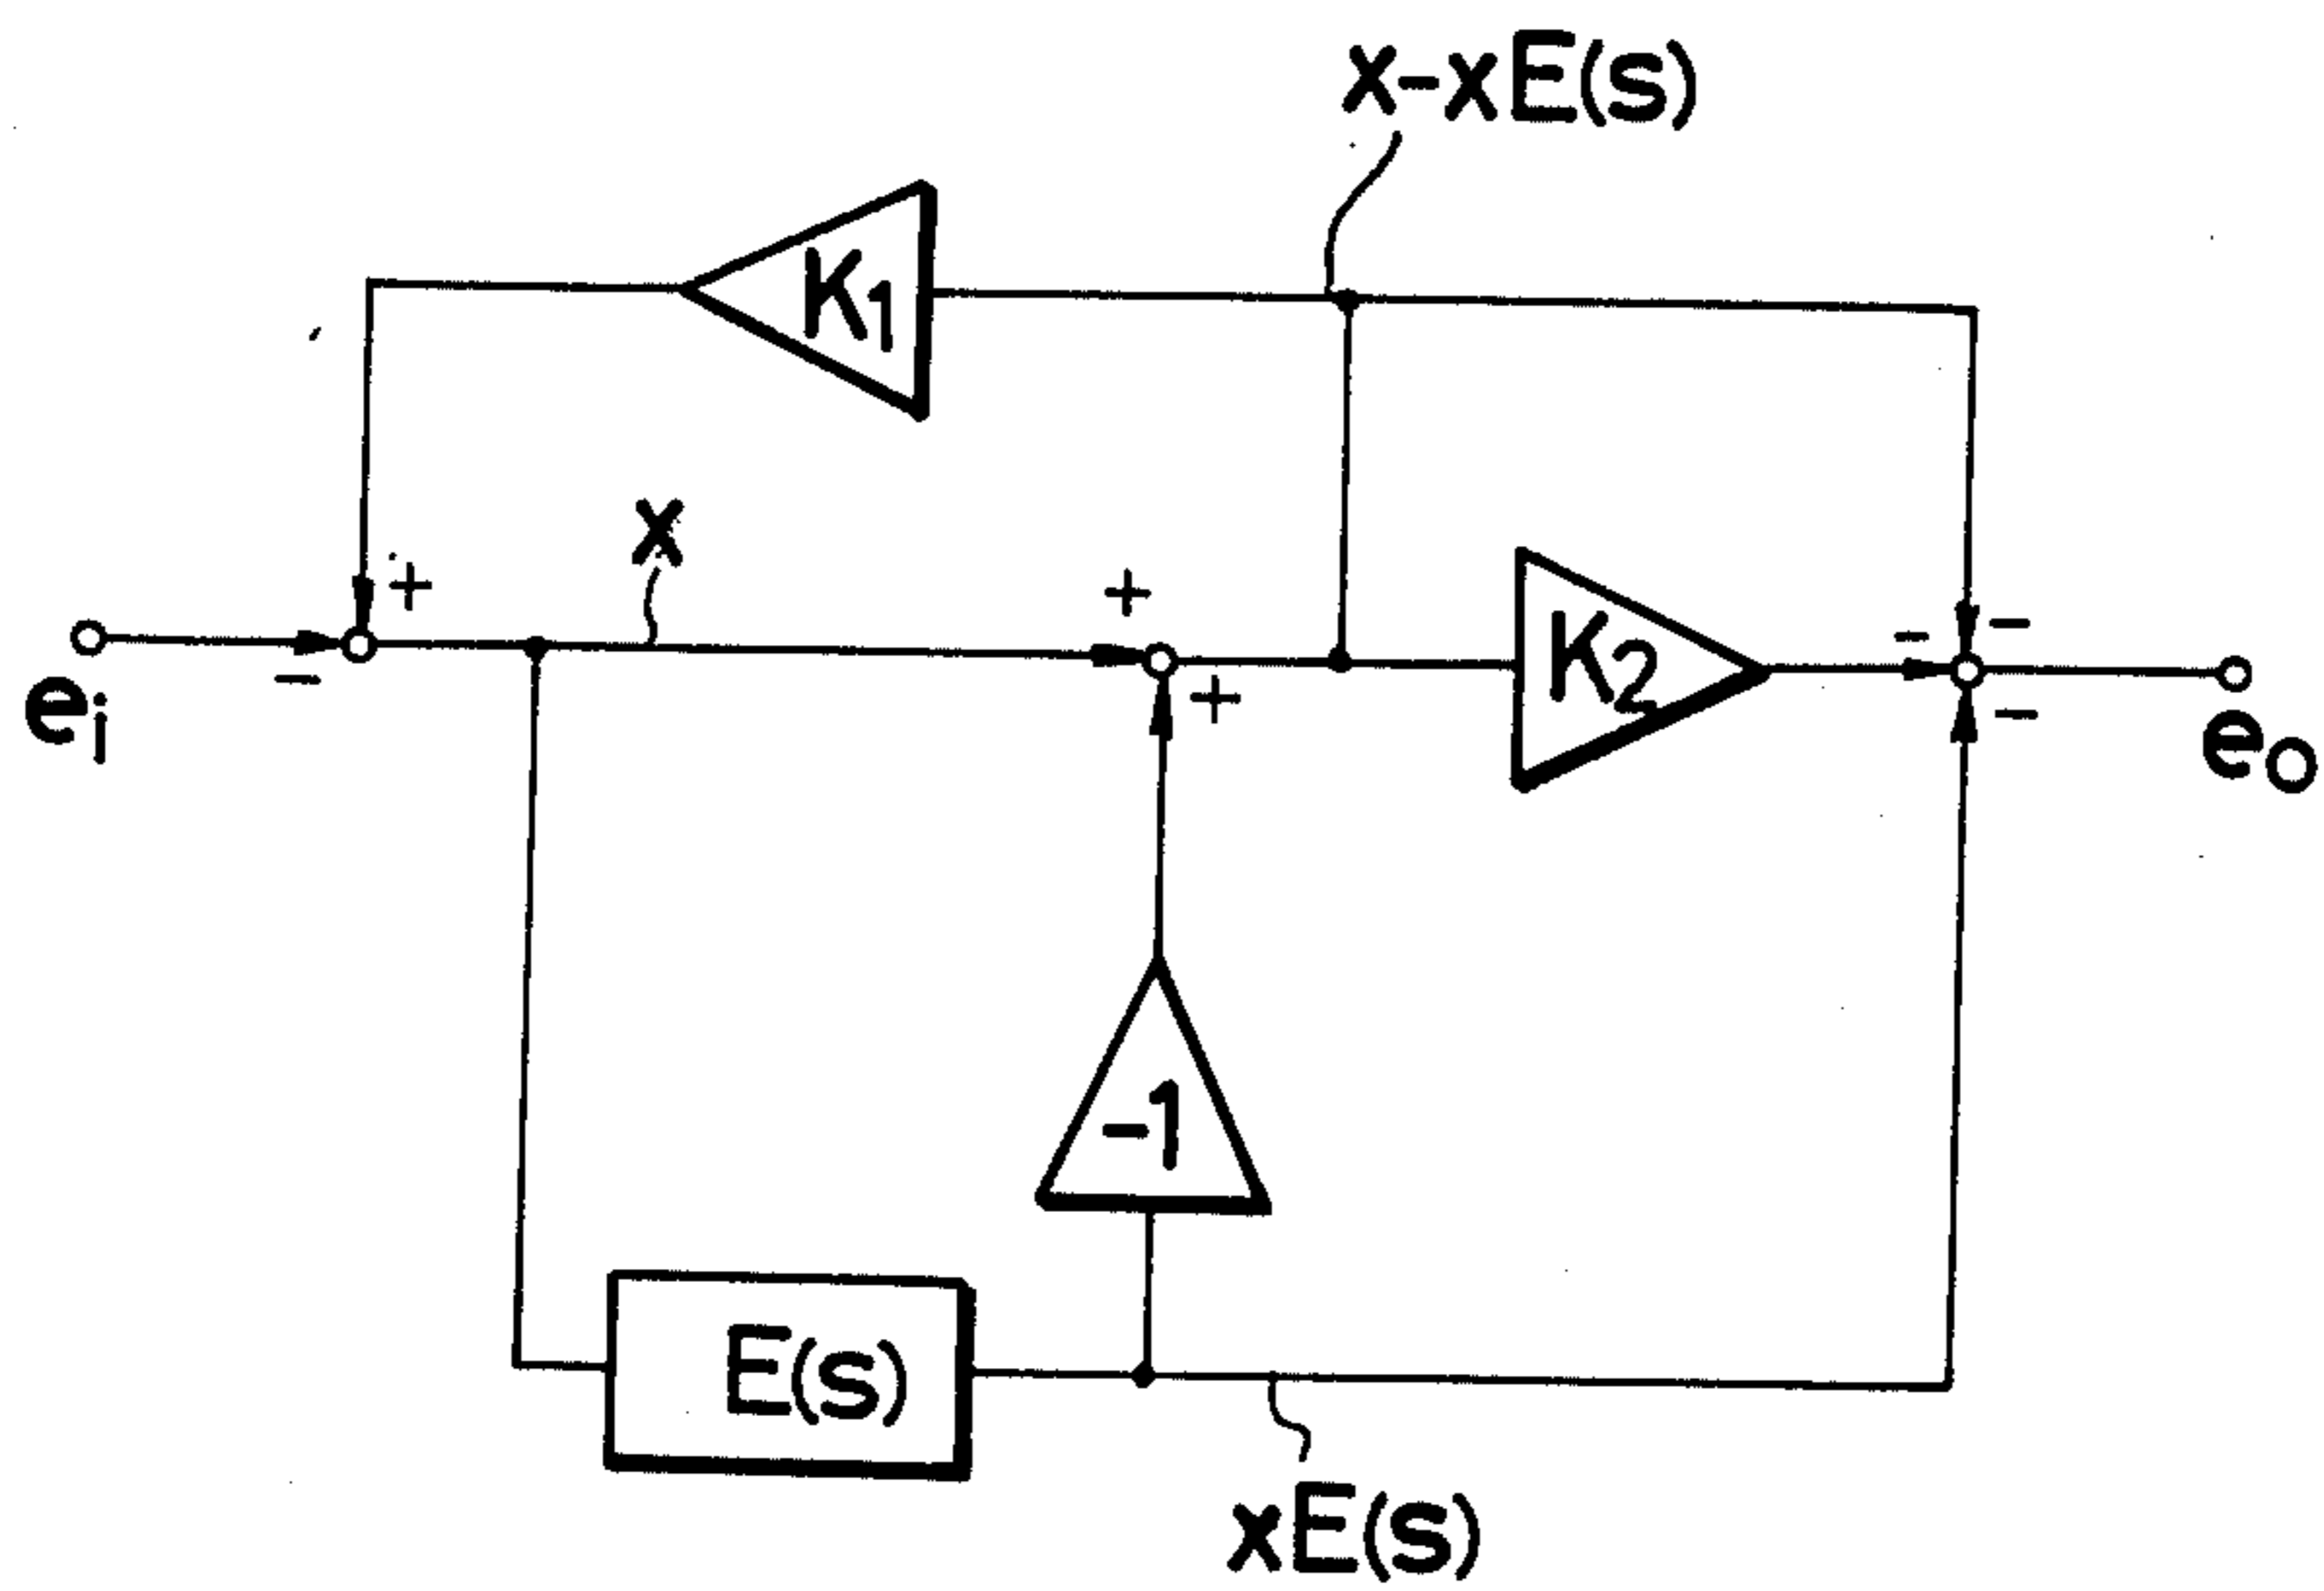 x-xE(s)
K1
x
+
+
-
-
K2
-
+
-
ei
eo
-1
E(s)
xE(s)